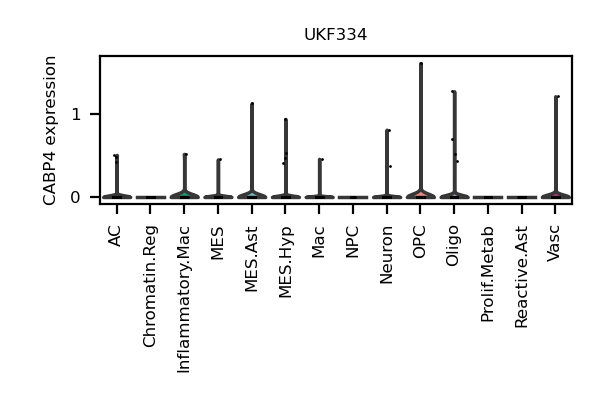 UKF334
CABP4 expression
1
0
AC
Chromatin.Reg
Inflammatory.Mac
MES
MES.Ast
MES.Hyp
Mac
NPC
Neuron
OPC
Oligo
Prolif.Metab
Reactive.Ast
Vasc